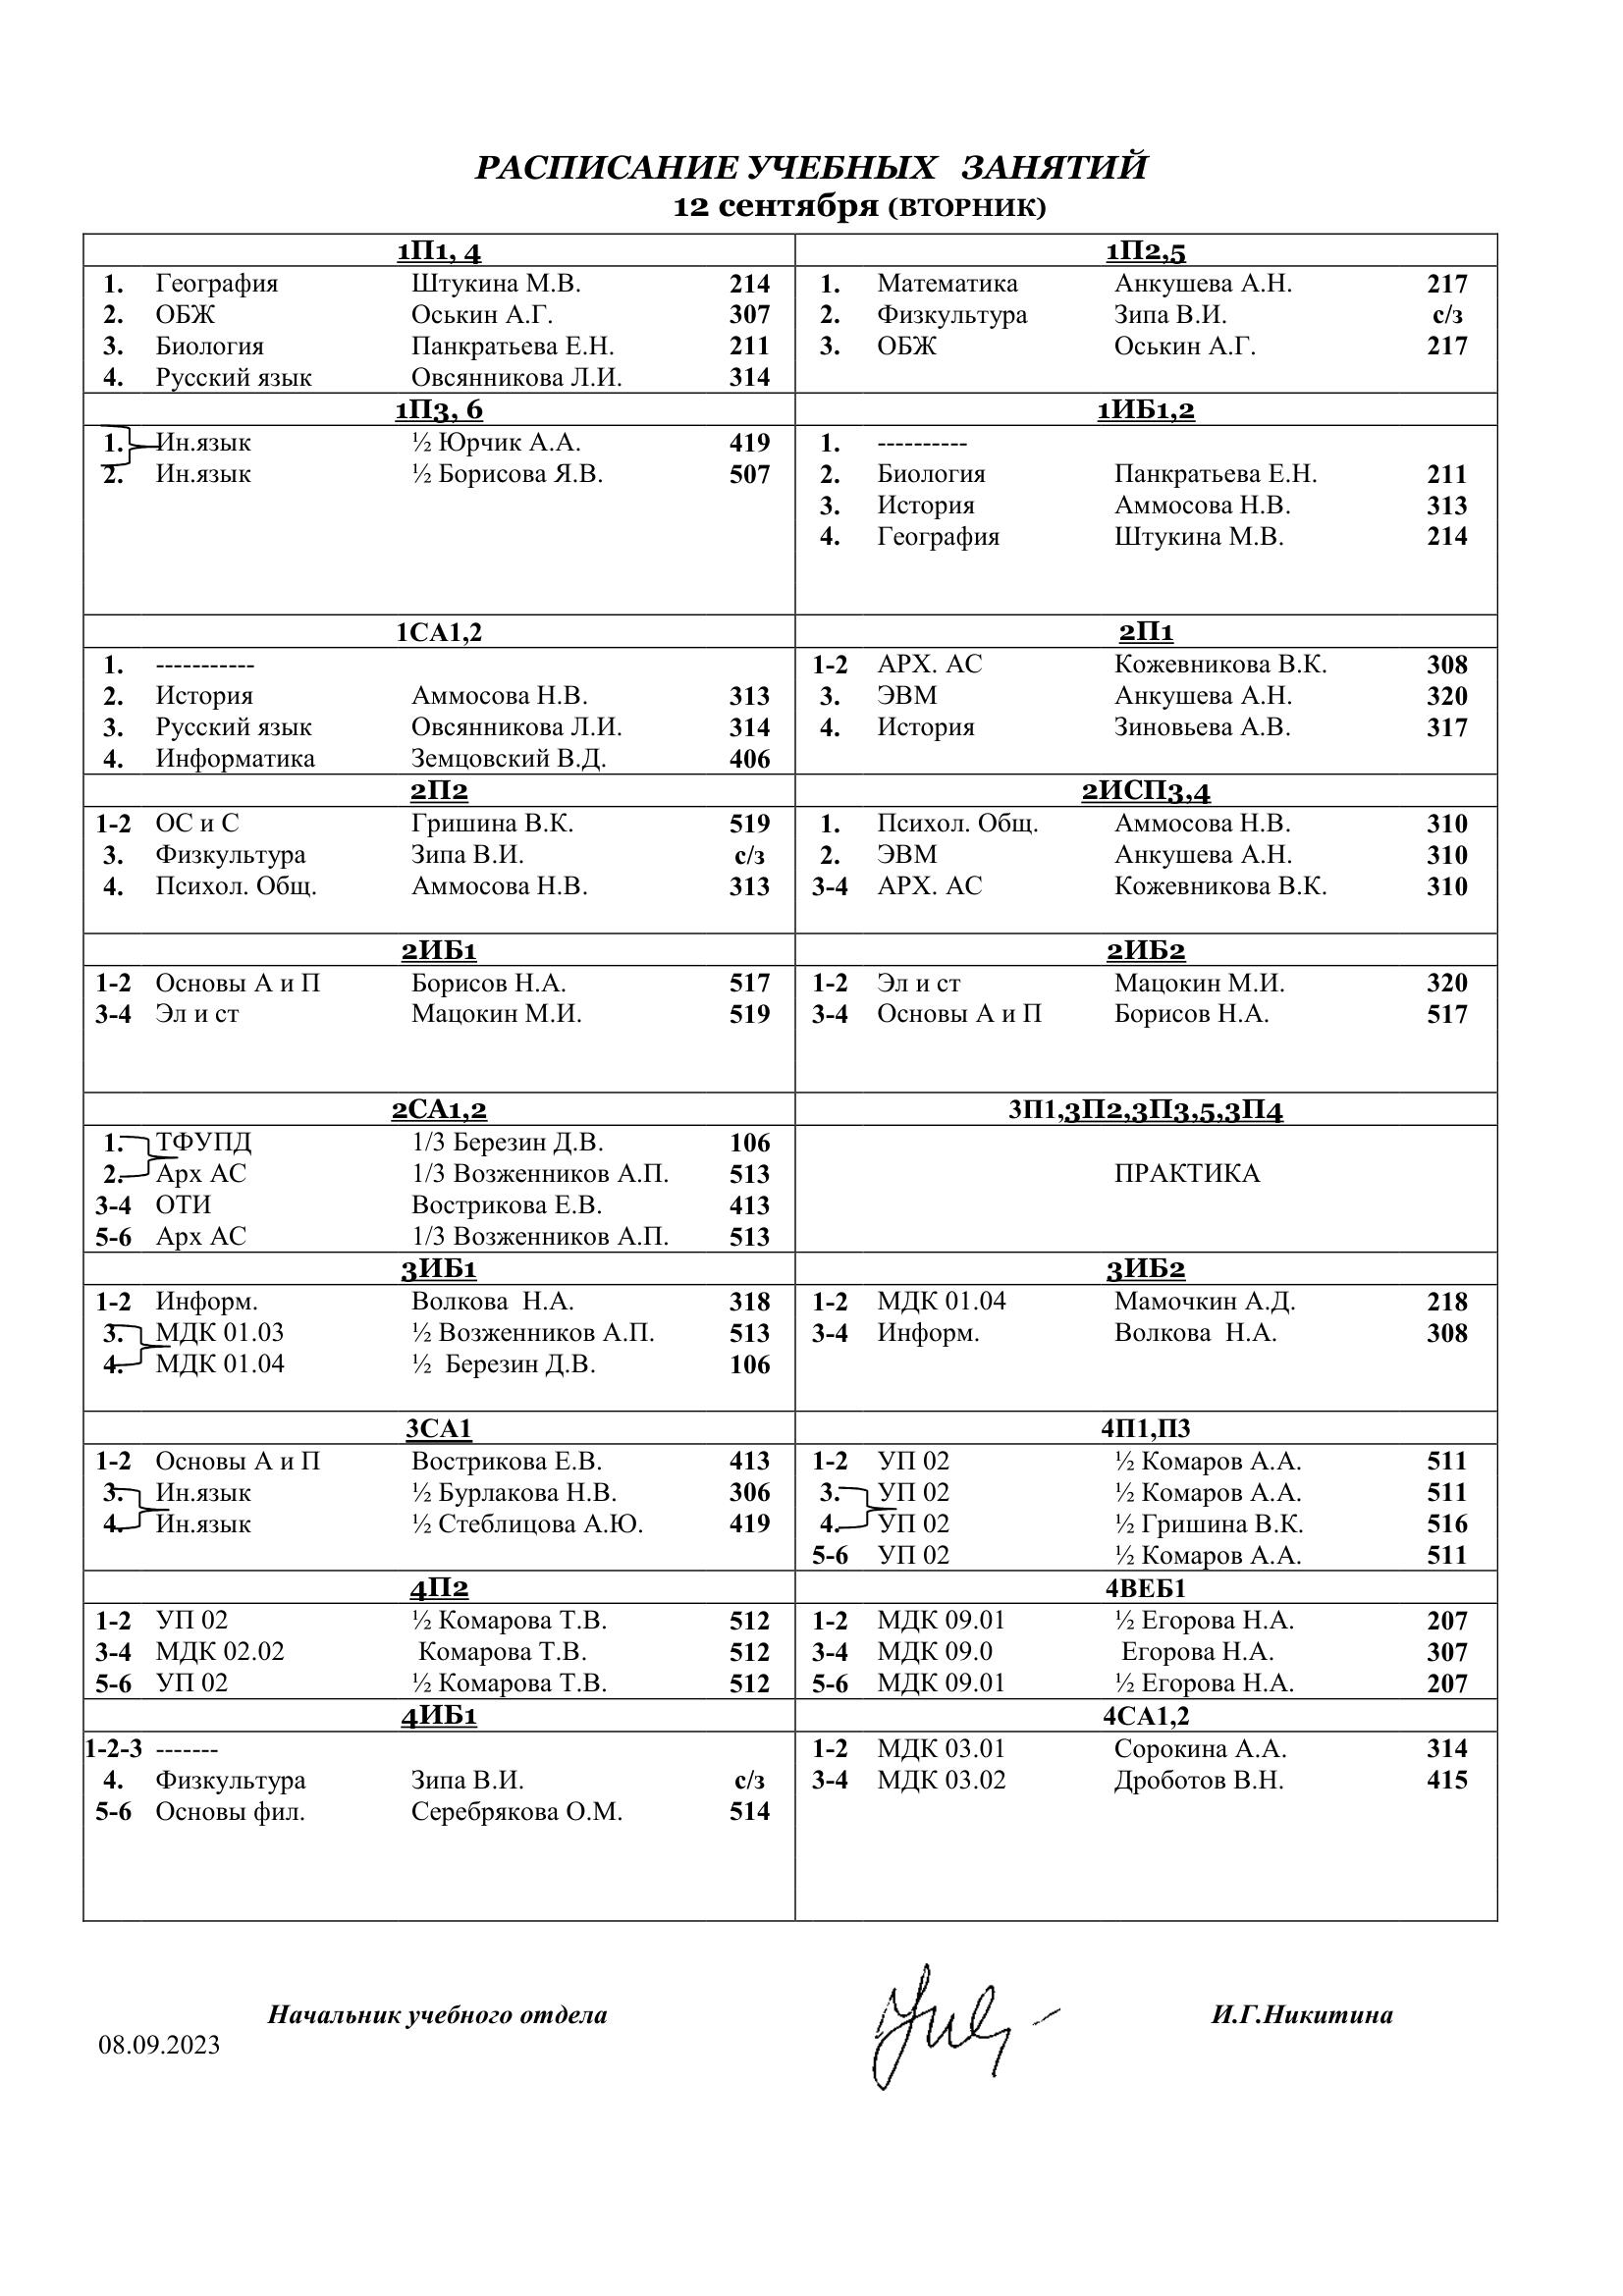 РАСПИСАНИЕ УЧЕБНЫХ ЗАНЯТИЙ
12 сентября (ВТОРНИК)
1П1, 4
1. География Штукина М.В. 214
2. ОБЖ Оськин А.Г. 307
3. Биология Панкратьева Е.Н. 211
4. Русский язык Овсянникова Л.И. 314
1П2,5
1. Математика Анкушева А.Н. 217
2. Физкультура Зипа В.И. с/з
3. ОБЖ Оськин А.Г. 217
1П3, 6
1. Ин.язык ½ Юрчик А.А. 419
2. Ин.язык ½ Борисова Я.В. 507
1ИБ1,2
1. ----------
2. Биология Панкратьева Е.Н. 211
3. История Аммосова Н.В. 313
4. География Штукина М.В. 214
1СА1,2
1. -----------
2. История Аммосова Н.В. 313
3. Русский язык Овсянникова Л.И. 314
4. Информатика Земцовский В.Д. 406
2П1
1-2 АРХ. АС Кожевникова В.К. 308
3. ЭВМ Анкушева А.Н. 320
4. История Зиновьева А.В. 317
2П2
1-2 ОС и С Гришина В.К. 519
3. Физкультура Зипа В.И. с/з
4. Психол. Общ. Аммосова Н.В. 313
2ИСП3,4
1. Психол. Общ. Аммосова Н.В. 310
2. ЭВМ Анкушева А.Н. 310
3-4 АРХ. АС Кожевникова В.К. 310
2ИБ1
1-2 Основы А и П Борисов Н.А. 517
3-4 Эл и ст Мацокин М.И. 519
2ИБ2
1-2 Эл и ст Мацокин М.И. 320
3-4 Основы А и П Борисов Н.А. 517
2СА1,2
1. ТФУПД 1/3 Березин Д.В. 106
2. Арх АС 1/3 Возженников А.П. 513
3-4 ОТИ Вострикова Е.В. 413
5-6 Арх АС 1/3 Возженников А.П. 513
3П1,3П2,3П3,5,3П4
ПРАКТИКА
3ИБ1
1-2 Информ. Волкова Н.А. 318
3. МДК 01.03 ½ Возженников А.П. 513
4. МДК 01.04 ½ Березин Д.В. 106
3ИБ2
1-2 МДК 01.04 Мамочкин А.Д. 218
3-4 Информ. Волкова Н.А. 308
3СА1
1-2 Основы А и П Вострикова Е.В. 413
3. Ин.язык ½ Бурлакова Н.В. 306
4. Ин.язык ½ Стеблицова А.Ю. 419
4П1,П3
1-2 УП 02 ½ Комаров А.А. 511
3. УП 02 ½ Комаров А.А. 511
4. УП 02 ½ Гришина В.К. 516
5-6 УП 02 ½ Комаров А.А. 511
4П2
1-2 УП 02 ½ Комарова Т.В. 512
3-4 МДК 02.02 Комарова Т.В. 512
5-6 УП 02 ½ Комарова Т.В. 512
4ВЕБ1
1-2 МДК 09.01 ½ Егорова Н.А. 207
3-4 МДК 09.0 Егорова Н.А. 307
5-6 МДК 09.01 ½ Егорова Н.А. 207
4ИБ1
1-2-3 -------
4. Физкультура Зипа В.И. с/з
5-6 Основы фил. Серебрякова О.М. 514
4СА1,2
1-2 МДК 03.01 Сорокина А.А. 314
3-4 МДК 03.02 Дроботов В.Н. 415
Начальник учебного отдела И.Г.Никитина
08.09.2023